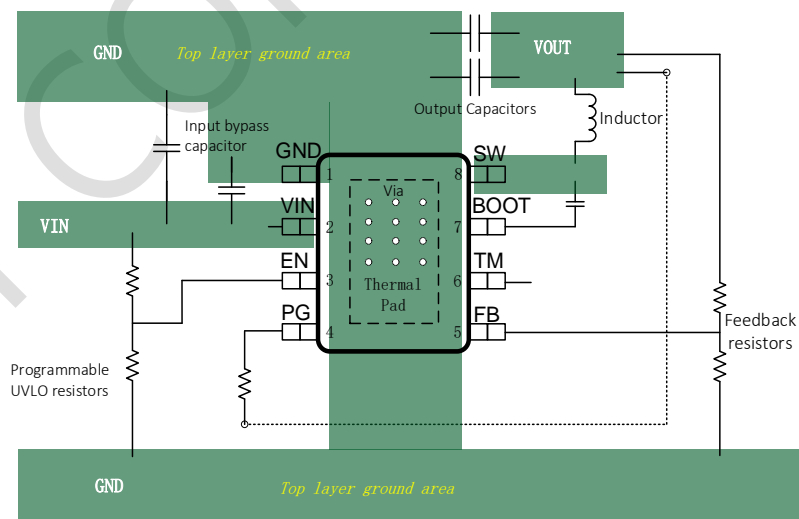 GND
Top layer ground area
VOUT
Output Capacitors
Inductor
Input bypass
capacitor
GND
1
8
SW
Via
VIN
VIN
2
7
BOOT
EN
3
6
TM
Thermal
Pad
PG
4
5
FB
Feedback
resistors
Programmable
UVLO resistors
GND
Top layer ground area